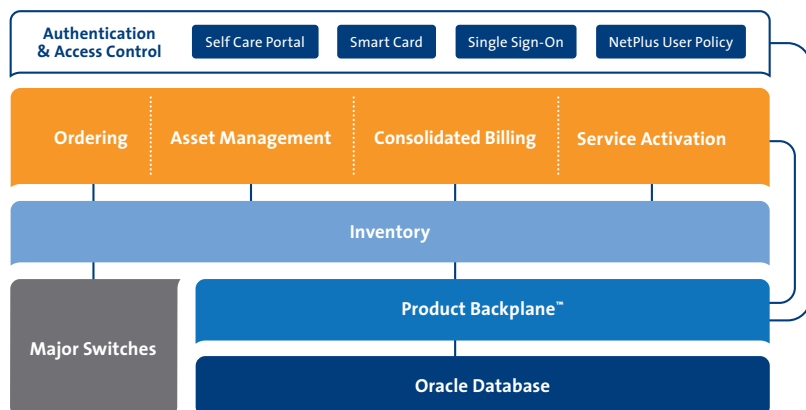 Authentication
& Access Control
Self Care Portal
Smart Card
Single Sign-On
NetPlus User Policy
Ordering
Asset Management
Consolidated Billing
Service Activation
Inventory
Major Switches
Product Backplane™
Oracle Database